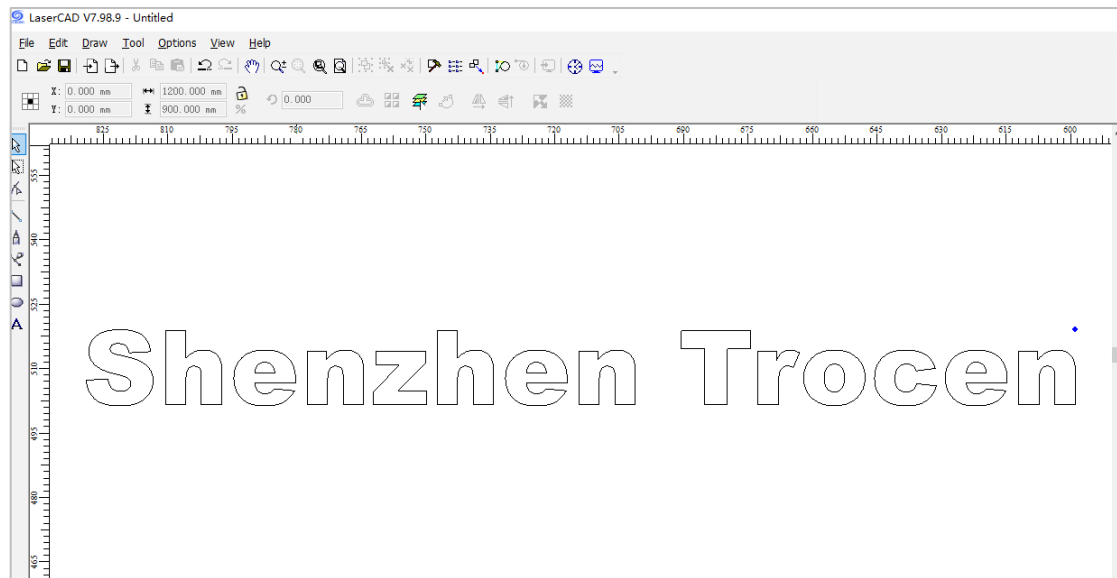 LaserCAD V7.98.9 - Untitled
File Edit Draw Tool Options View Help
X: 0.000 mm 1200.000 mm 0.000
Y: 0.000 mm 900.000 mm %
825 810 795 780 765 750 735 720 705 690 675 660 645 630 615 600
555
540
525
510
495
480
465
A
Shenzhen Trocen